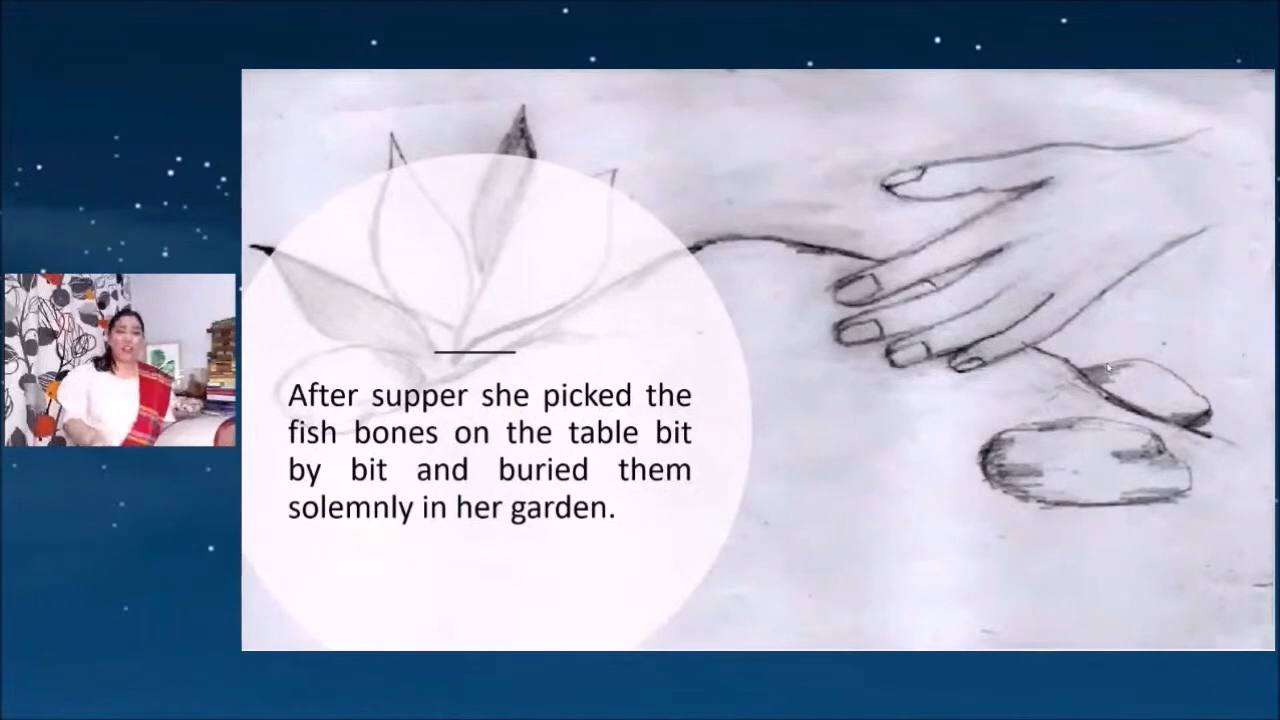 After supper she picked the
fish bones on the table bit
by bit and buried them
solemnly in her garden.